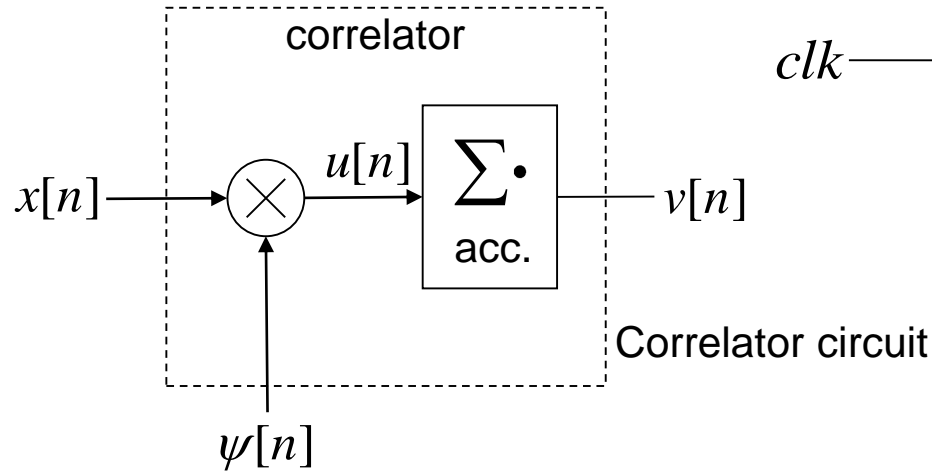 correlator
clk
u[n]
Σ•
x[n]
v[n]
acc.
Correlator circuit
ψ[n]